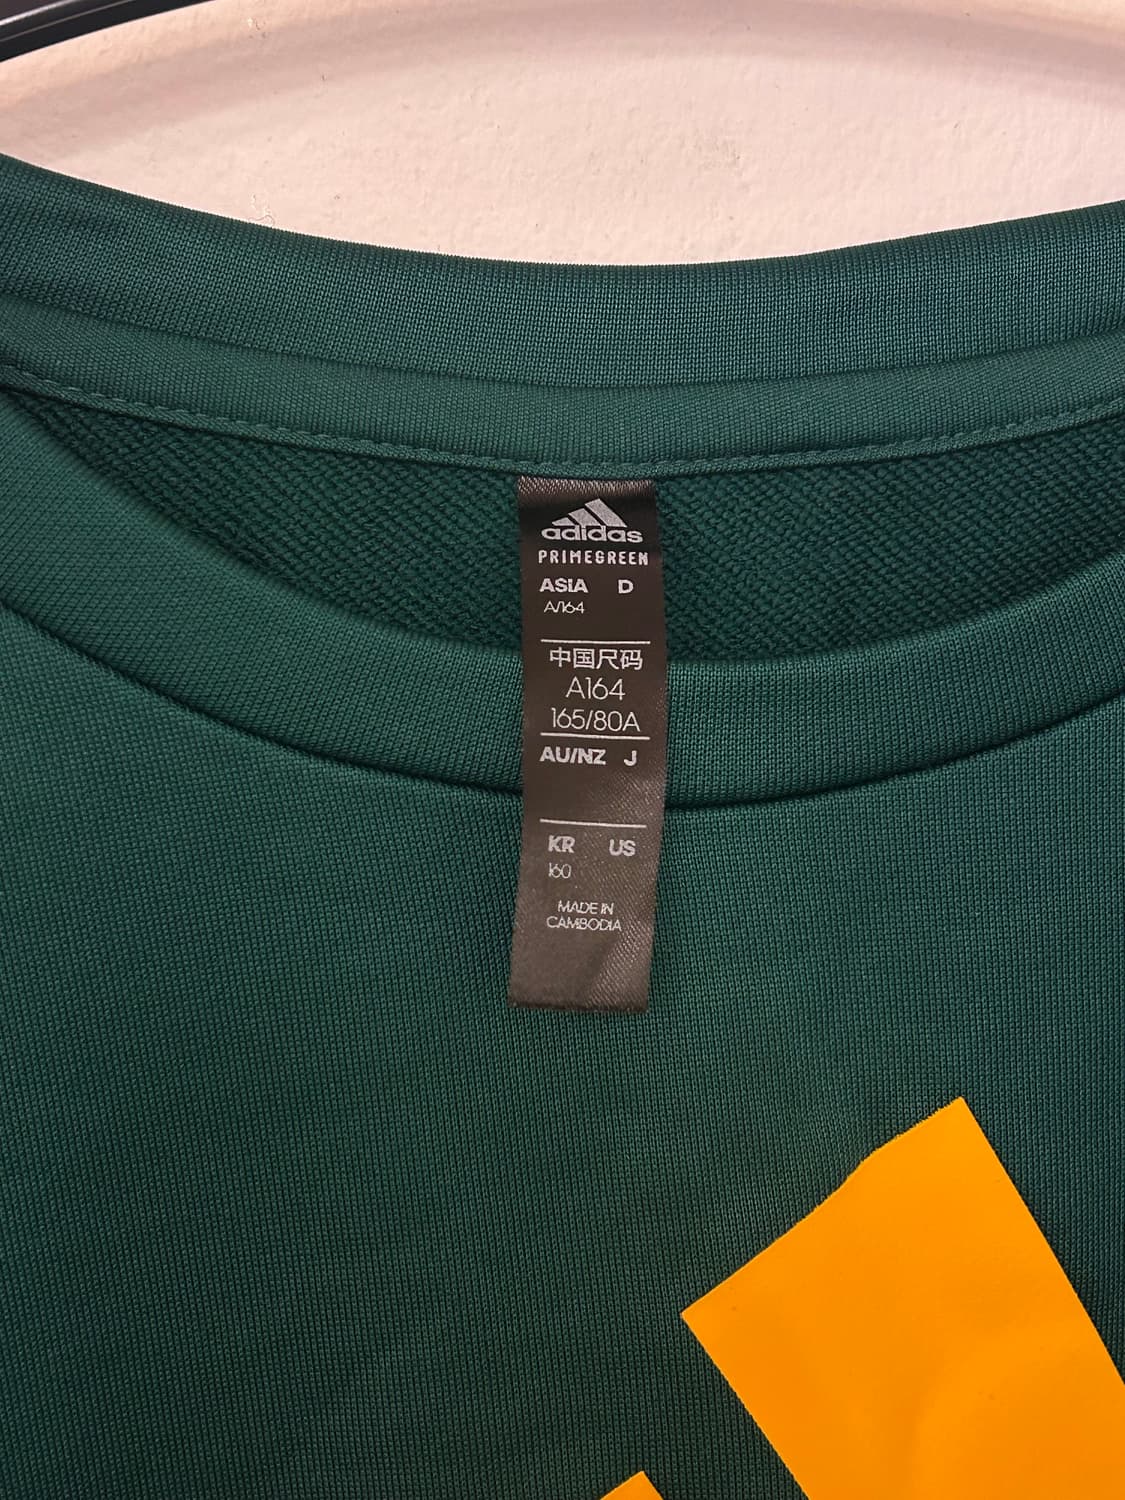 adidas
PRIMEGREEN
ASIA D
A/164
中国尺码
A164
165/80A
AU/NZ J
KR US
160
MADE IN
CAMBODIA